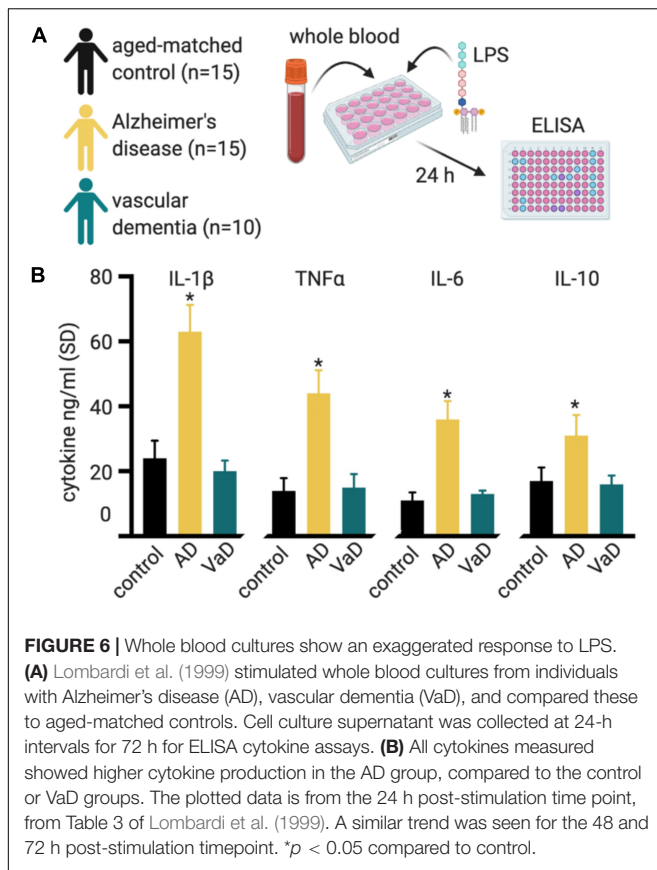 A
aged-matched
control (n=15)
Alzheimer's
disease (n=15)
vascular
dementia (n=10)
whole blood
LPS
ELISA
24 h
B
cytokine ng/ml (SD)
80
60
40
20
0
IL-1β
TNFα
IL-6
IL-10
*
*
*
*
control
AD
VaD
control
AD
VaD
control
AD
VaD
control
AD
VaD
FIGURE 6 | Whole blood cultures show an exaggerated response to LPS.
(A) Lombardi et al. (1999) stimulated whole blood cultures from individuals
with Alzheimer's disease (AD), vascular dementia (VaD), and compared these
to aged-matched controls. Cell culture supernatant was collected at 24-h
intervals for 72 h for ELISA cytokine assays. (B) All cytokines measured
showed higher cytokine production in the AD group, compared to the control
or VaD groups. The plotted data is from the 24 h post-stimulation time point,
from Table 3 of Lombardi et al. (1999). A similar trend was seen for the 48 and
72 h post-stimulation timepoint. *p < 0.05 compared to control.